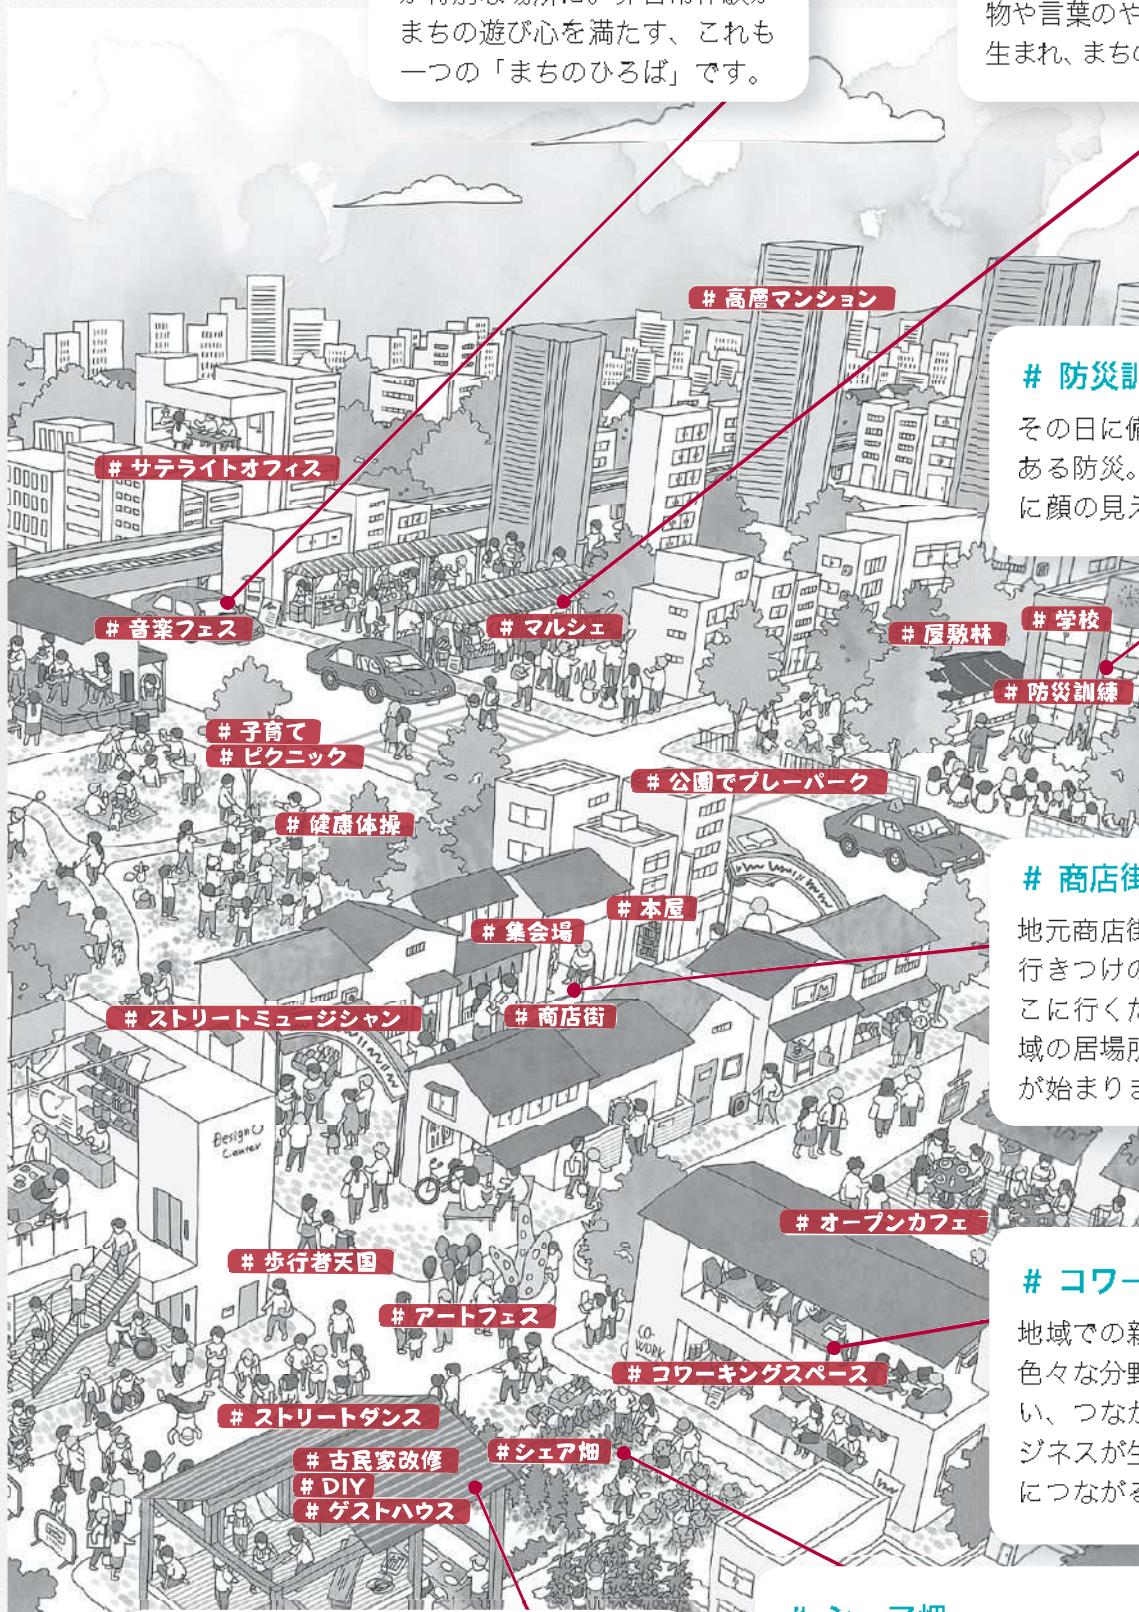 まちの遊び心を満たす、これも
一つの「まちのひろば」です。
物や言葉のや
生まれ、まちの
# 高層マンション
# 防災訓
その日に備
ある防災。
に顔の見え
# サテライトオフィス
# 音楽フェス
# マルシェ
# 屋敷林
# 学校
# 防災訓練
# 子育て
# ピクニック
# 公園でプレーパーク
# 健康体操
# 商店街
地元商店街
行きつけの
こに行くだ
域の居場所
が始まりま
# 本屋
# 集会場
# 商店街
# ストリートミュージシャン
Design
Center
# オープンカフェ
# 歩行者天国
# アートフェス
# コワー
地域での新
色々な分野
い、つなが
ジネスが生
につながる
CO-
WORK
# コワーキングスペース
# ストリートダンス
# 古民家改修
# DIY
# ゲストハウス
#シェア畑
# シェア畑